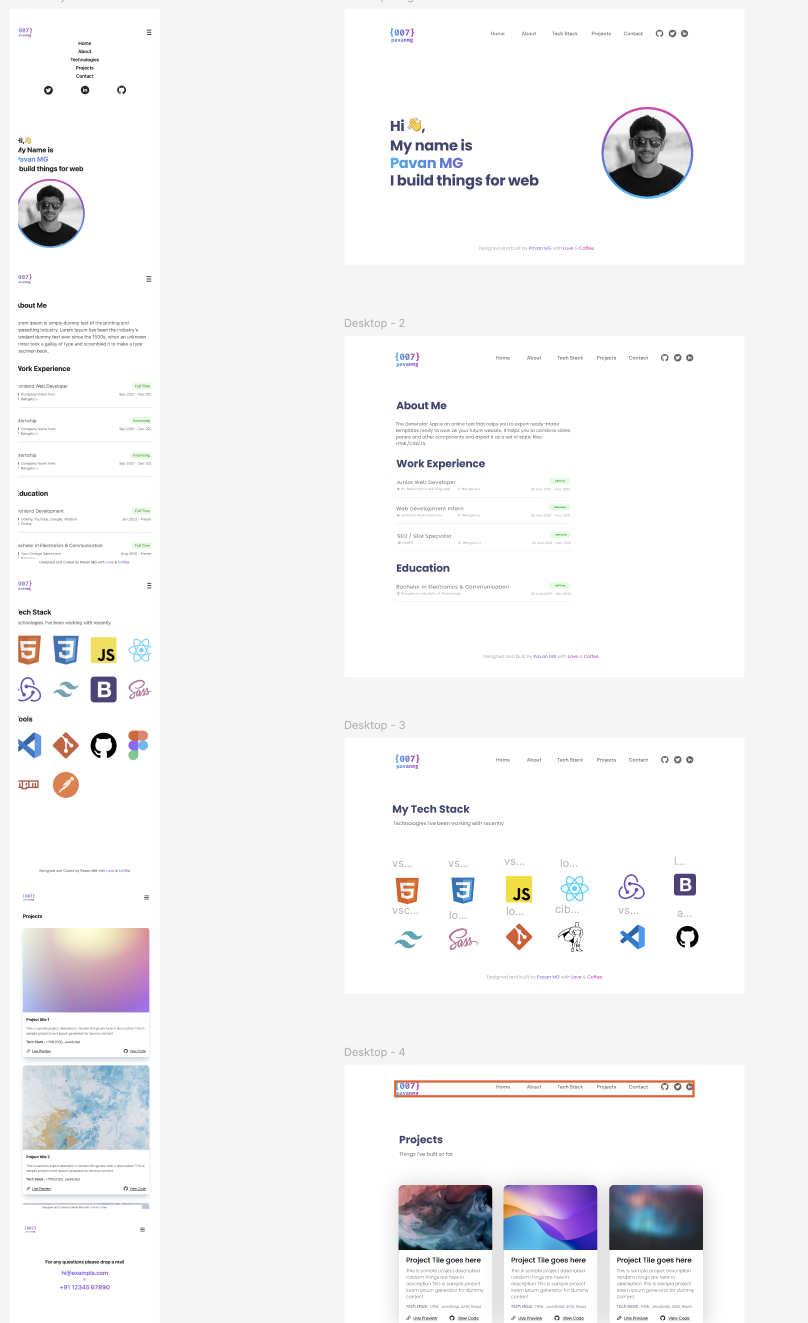 {007}
pavanmg
Home
About
Technologies
Projects
Contact
Hi,👋
My Name is
Pavan MG
I build things for web
007}
About Me
Lorem Ipsum is simply dummy text of the printing and
typesetting industry. Lorem Ipsum has been the industry's
standard dummy text ever since the 1500s, when an unknown
printer took a galley of type and scrambled it to make a type
specimen book.
Work Experience
Frontend Web Developer Full Time
Company Name here Sep 2021 - Dec 202
Bengaluru
Internship Internship
Company Name here Sep 2021 - Dec 202
Bengaluru
Internship Internship
Company Name here Sep 2021 - Dec 202
Bengaluru
Education
Frontend Development Full Time
Udemy, YouTube, Google, Medium Jan 2021 - Prese
Online
Bachelor in Electronics & Communication Full Time
Your College Name here Aug 2020 - Prese
Designed and Coded by Pavan MG with Love & Coffee
007}
Tech Stack
Technologies I've been working with recently
JS
B
Sass
Tools
npm
Designed and Coded by Pavan MG with Love & Coffee
{007}
Projects
Project title 1
This is sample project description random things are here in description This is
sample project lorem ipsum generator for dummy content
Tech Stack : HTML,CSS, JavaScript
Live Preview View Code
Project title 2
This is sample project description random things are here in description This is
sample project lorem ipsum generator for dummy content
Tech Stack : HTML,CSS, JavaScript
Live Preview View Code
{007}
For any questions please drop a mail
hi@example.com
+91 12345 67890
{007} Home About Tech Stack Projects Contact
pavanmg
Hi 👋,
My name is
Pavan MG
I build things for web
Designed and built by Pavan MG with Love & Coffee
Desktop - 2
{007} Home About Tech Stack Projects Contact
pavanmg
About Me
The Generator App is an online tool that helps you to export ready-made
templates ready to work as your future website. It helps you to combine slides,
panels and other components and export it as a set of static files:
HTML/CSS/JS.
Work Experience
Junior Web Developer
Bengaluru
Web Development Intern
Bengaluru
SEO / SEM Specialist
Bengaluru
Education
Bachelor in Electronics & Communication
Designed and built by Pavan MG with Love & Coffee
Desktop - 3
{007} Home About Tech Stack Projects Contact
pavanmg
My Tech Stack
Technologies I've been working with recently
vs... vs... vs... lo... l...
JS B
vsc... lo... lo... cib... vs... a...
Sass
Designed and built by Pavan MG with Love & Coffee
Desktop - 4
{007} Home About Tech Stack Projects Contact
pavanmg
Projects
Things I've built so far
Project Tile goes here
This is sample project description
random things are here in
description This is sample project
lorem ipsum generator for dummy
content
Tech stack : HTML , JavaScript, SASS, React
Live Preview View Code
Project Tile goes here
This is sample project description
random things are here in
description This is sample project
lorem ipsum generator for dummy
content
Tech stack : HTML , JavaScript, SASS, React
Live Preview View Code
Project Tile goes here
This is sample project description
random things are here in
description This is sample project
lorem ipsum generator for dummy
content
Tech stack : HTML , JavaScript, SASS, React
Live Preview View Code